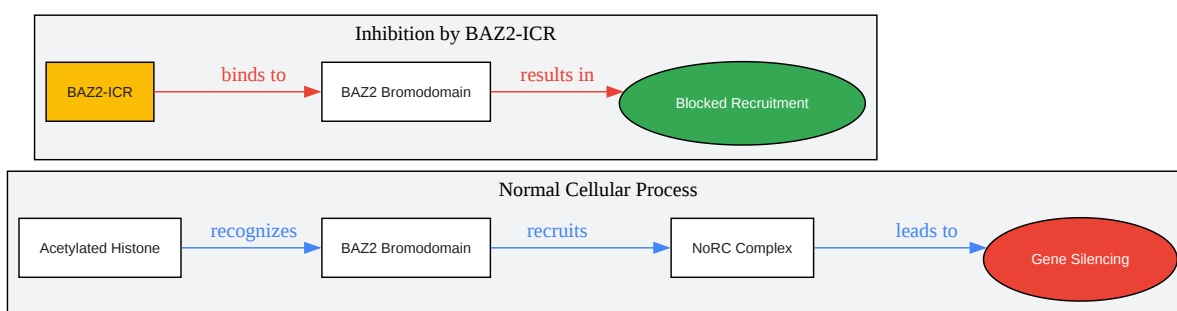 Inhibition by BAZ2-ICR
BAZ2-ICR
binds to
BAZ2 Bromodomain
results in
Blocked Recruitment
Normal Cellular Process
Acetylated Histone
recognizes
BAZ2 Bromodomain
recruits
NoRC Complex
leads to
Gene Silencing